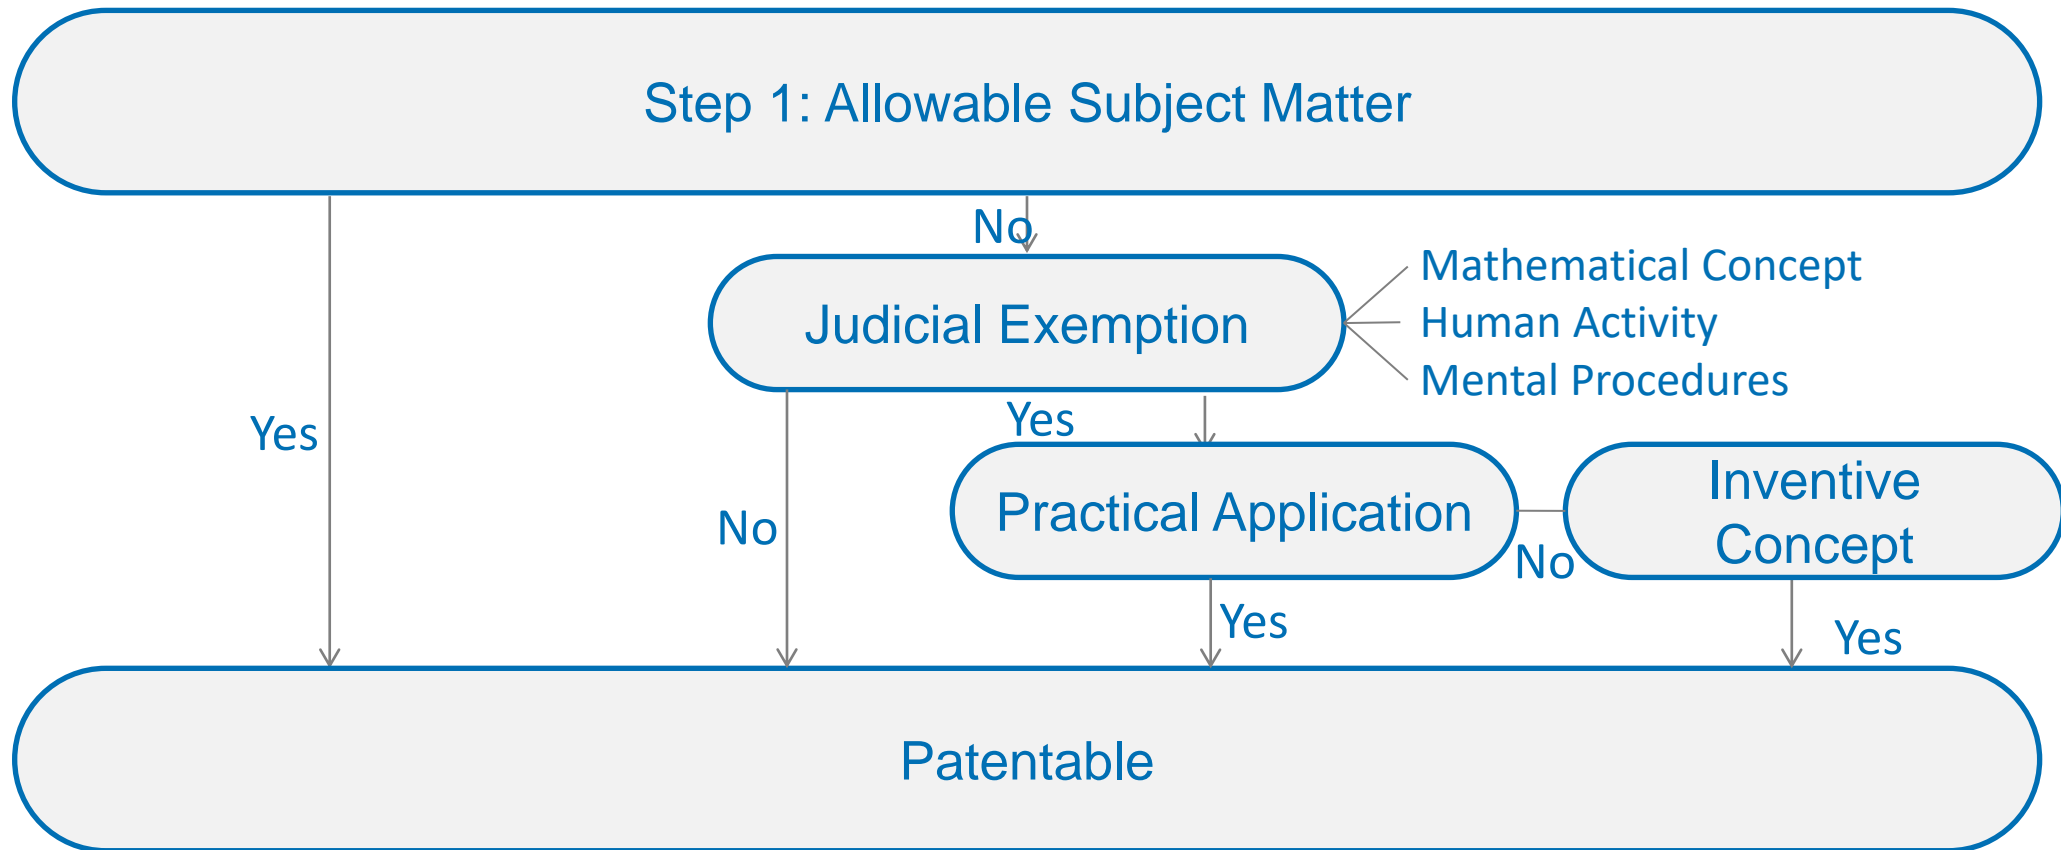 Step 1: Allowable Subject Matter
No
Judicial Exemption
Mathematical Concept
Human Activity
Mental Procedures
Yes
Yes
No
Practical Application
No
Inventive
Concept
Yes
Yes
Patentable